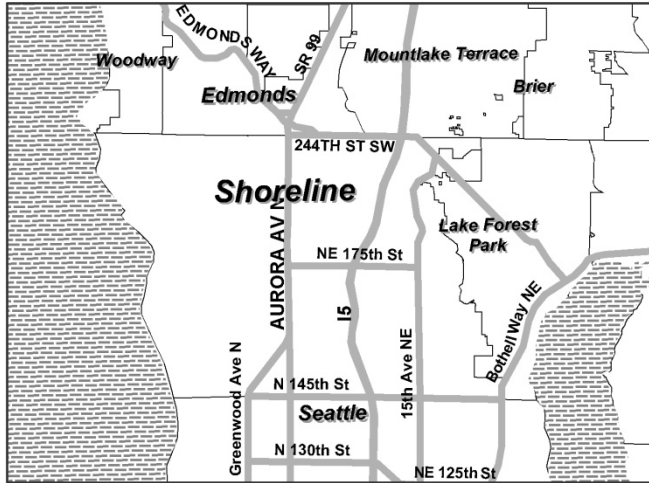 EDMONDS WAY
SR 99
Woodway
Mountlake Terrace
Edmonds
Brier
244TH ST SW
Shoreline
AURORA AV N
Lake Forest
Park
NE 175th St
I5
15th Ave NE
Bothell Way NE
Greenwood Ave N
N 145th St
Seattle
N 130th St
NE 125th St